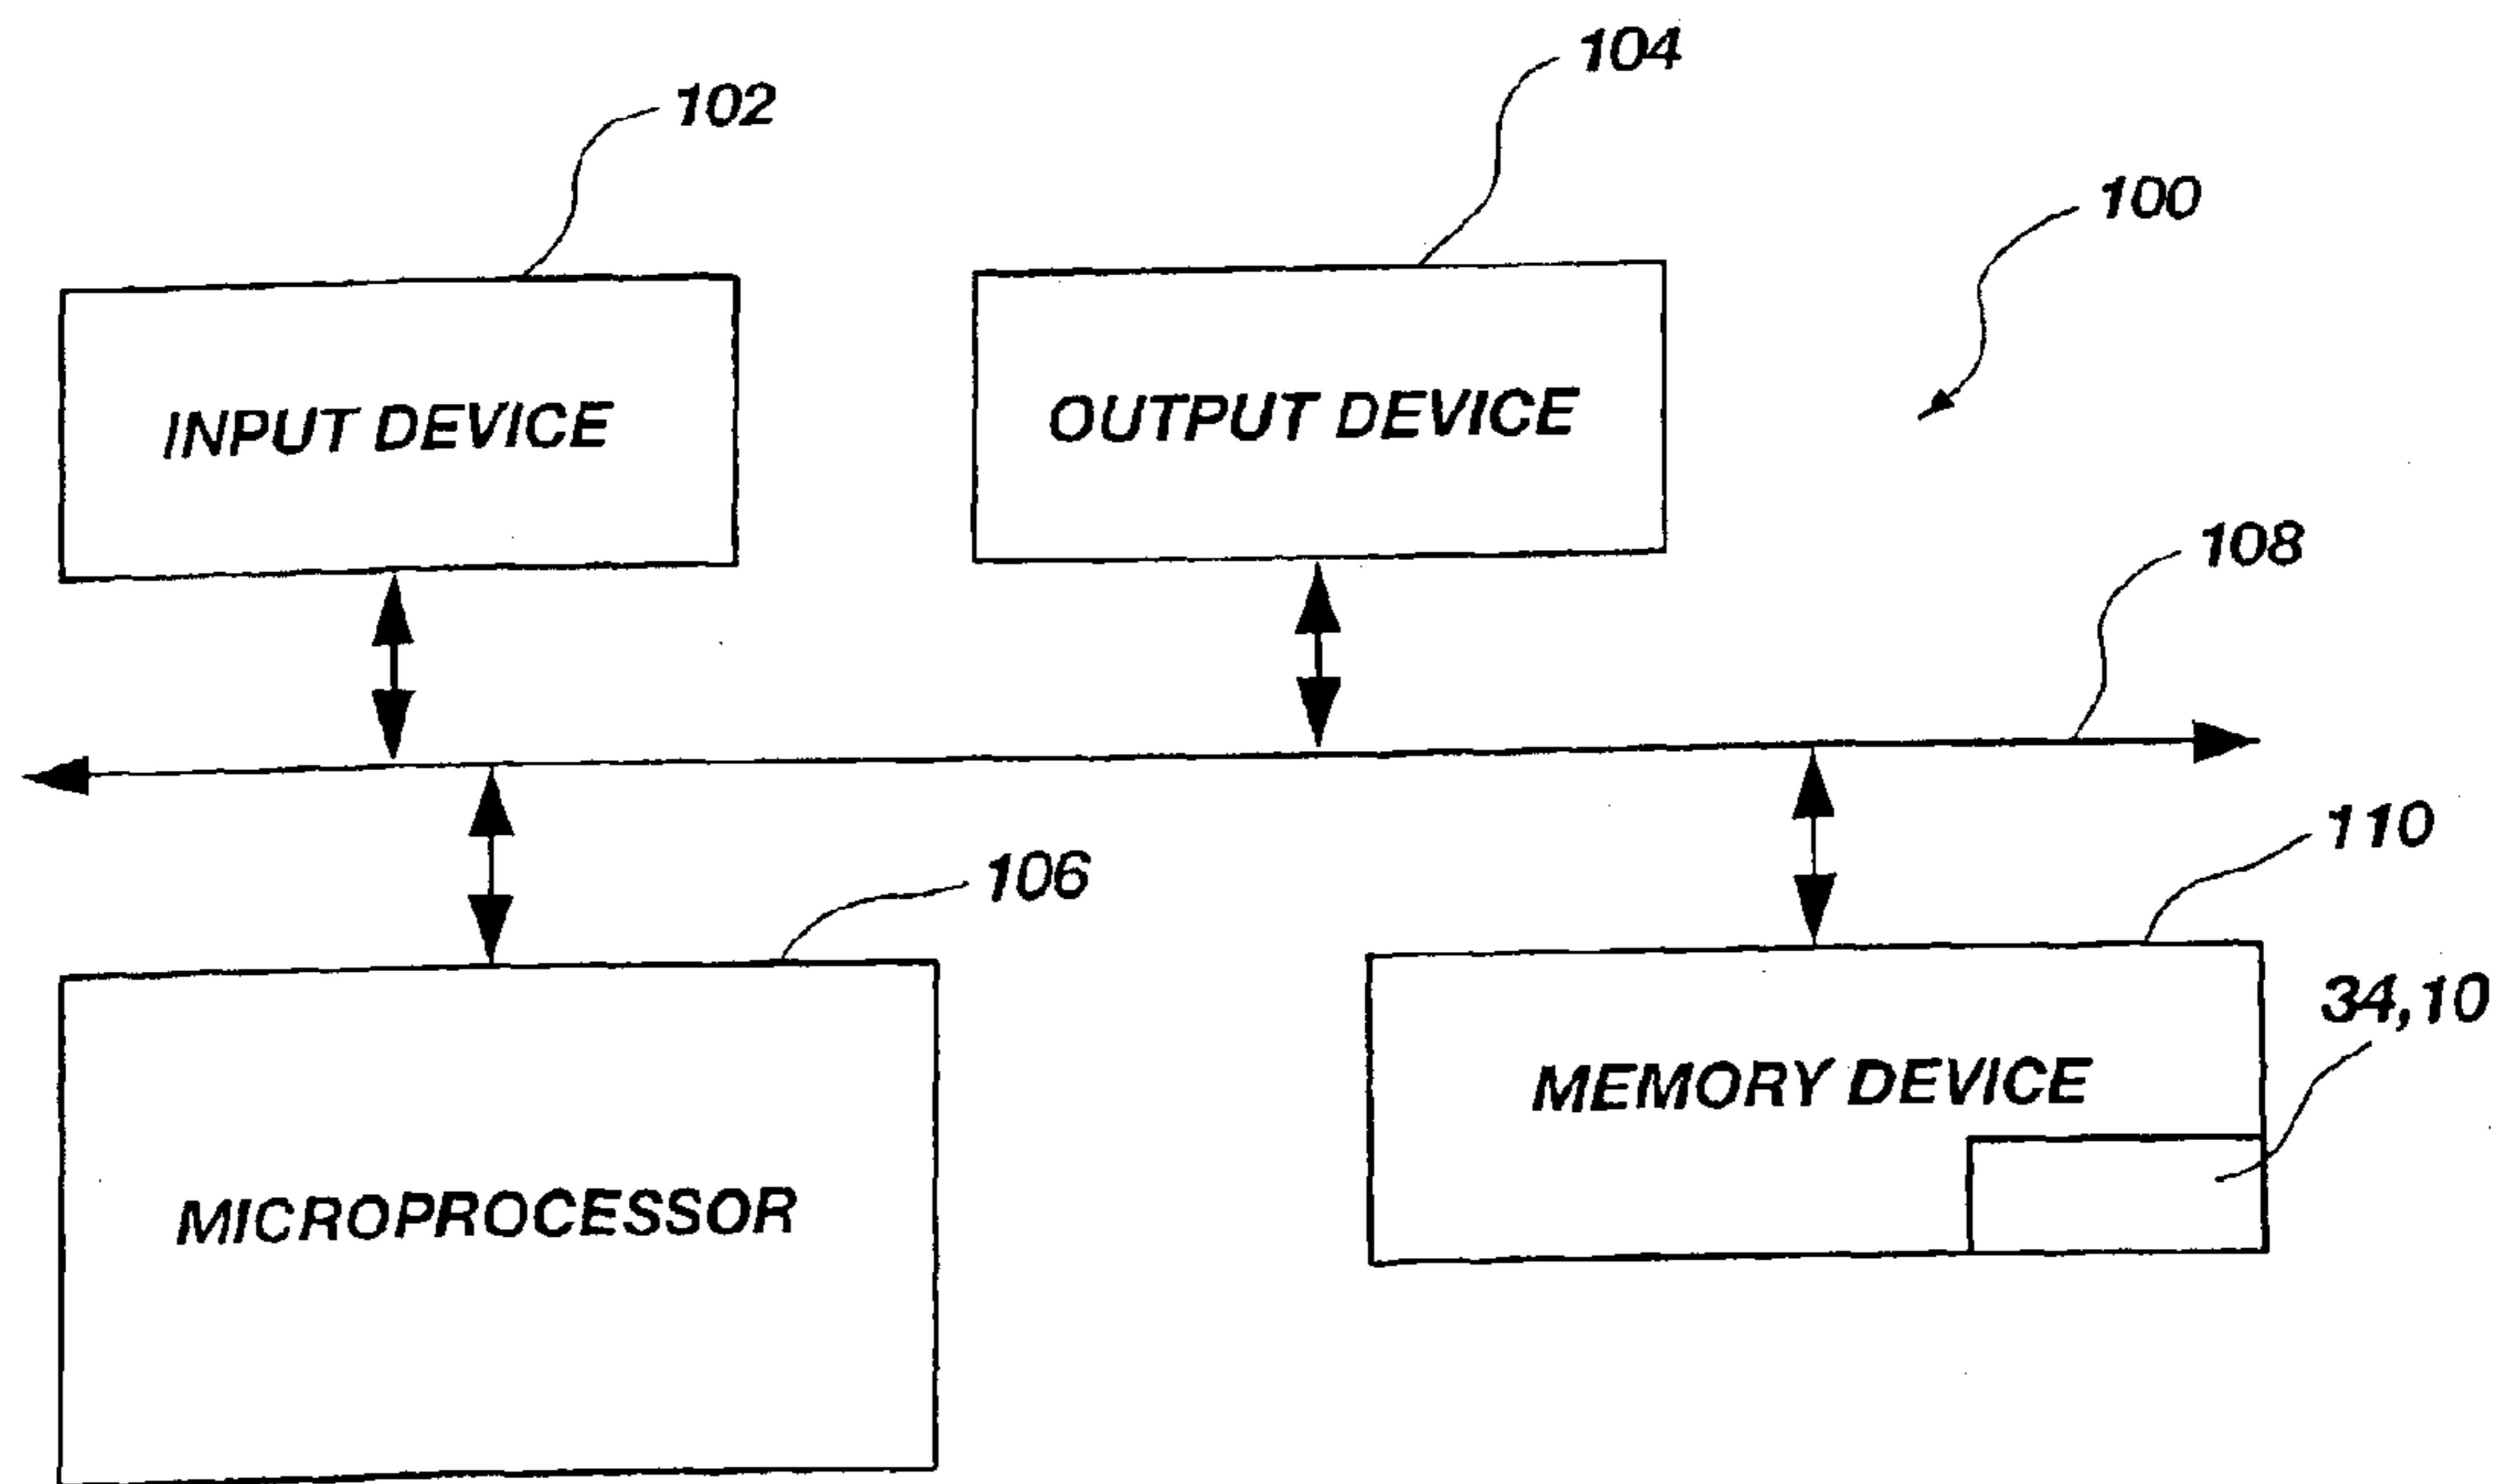 104
102
100
INPUT DEVICE
OUTPUT DEVICE
108
110
106
34,10
MEMORY DEVICE
MICROPROCESSOR